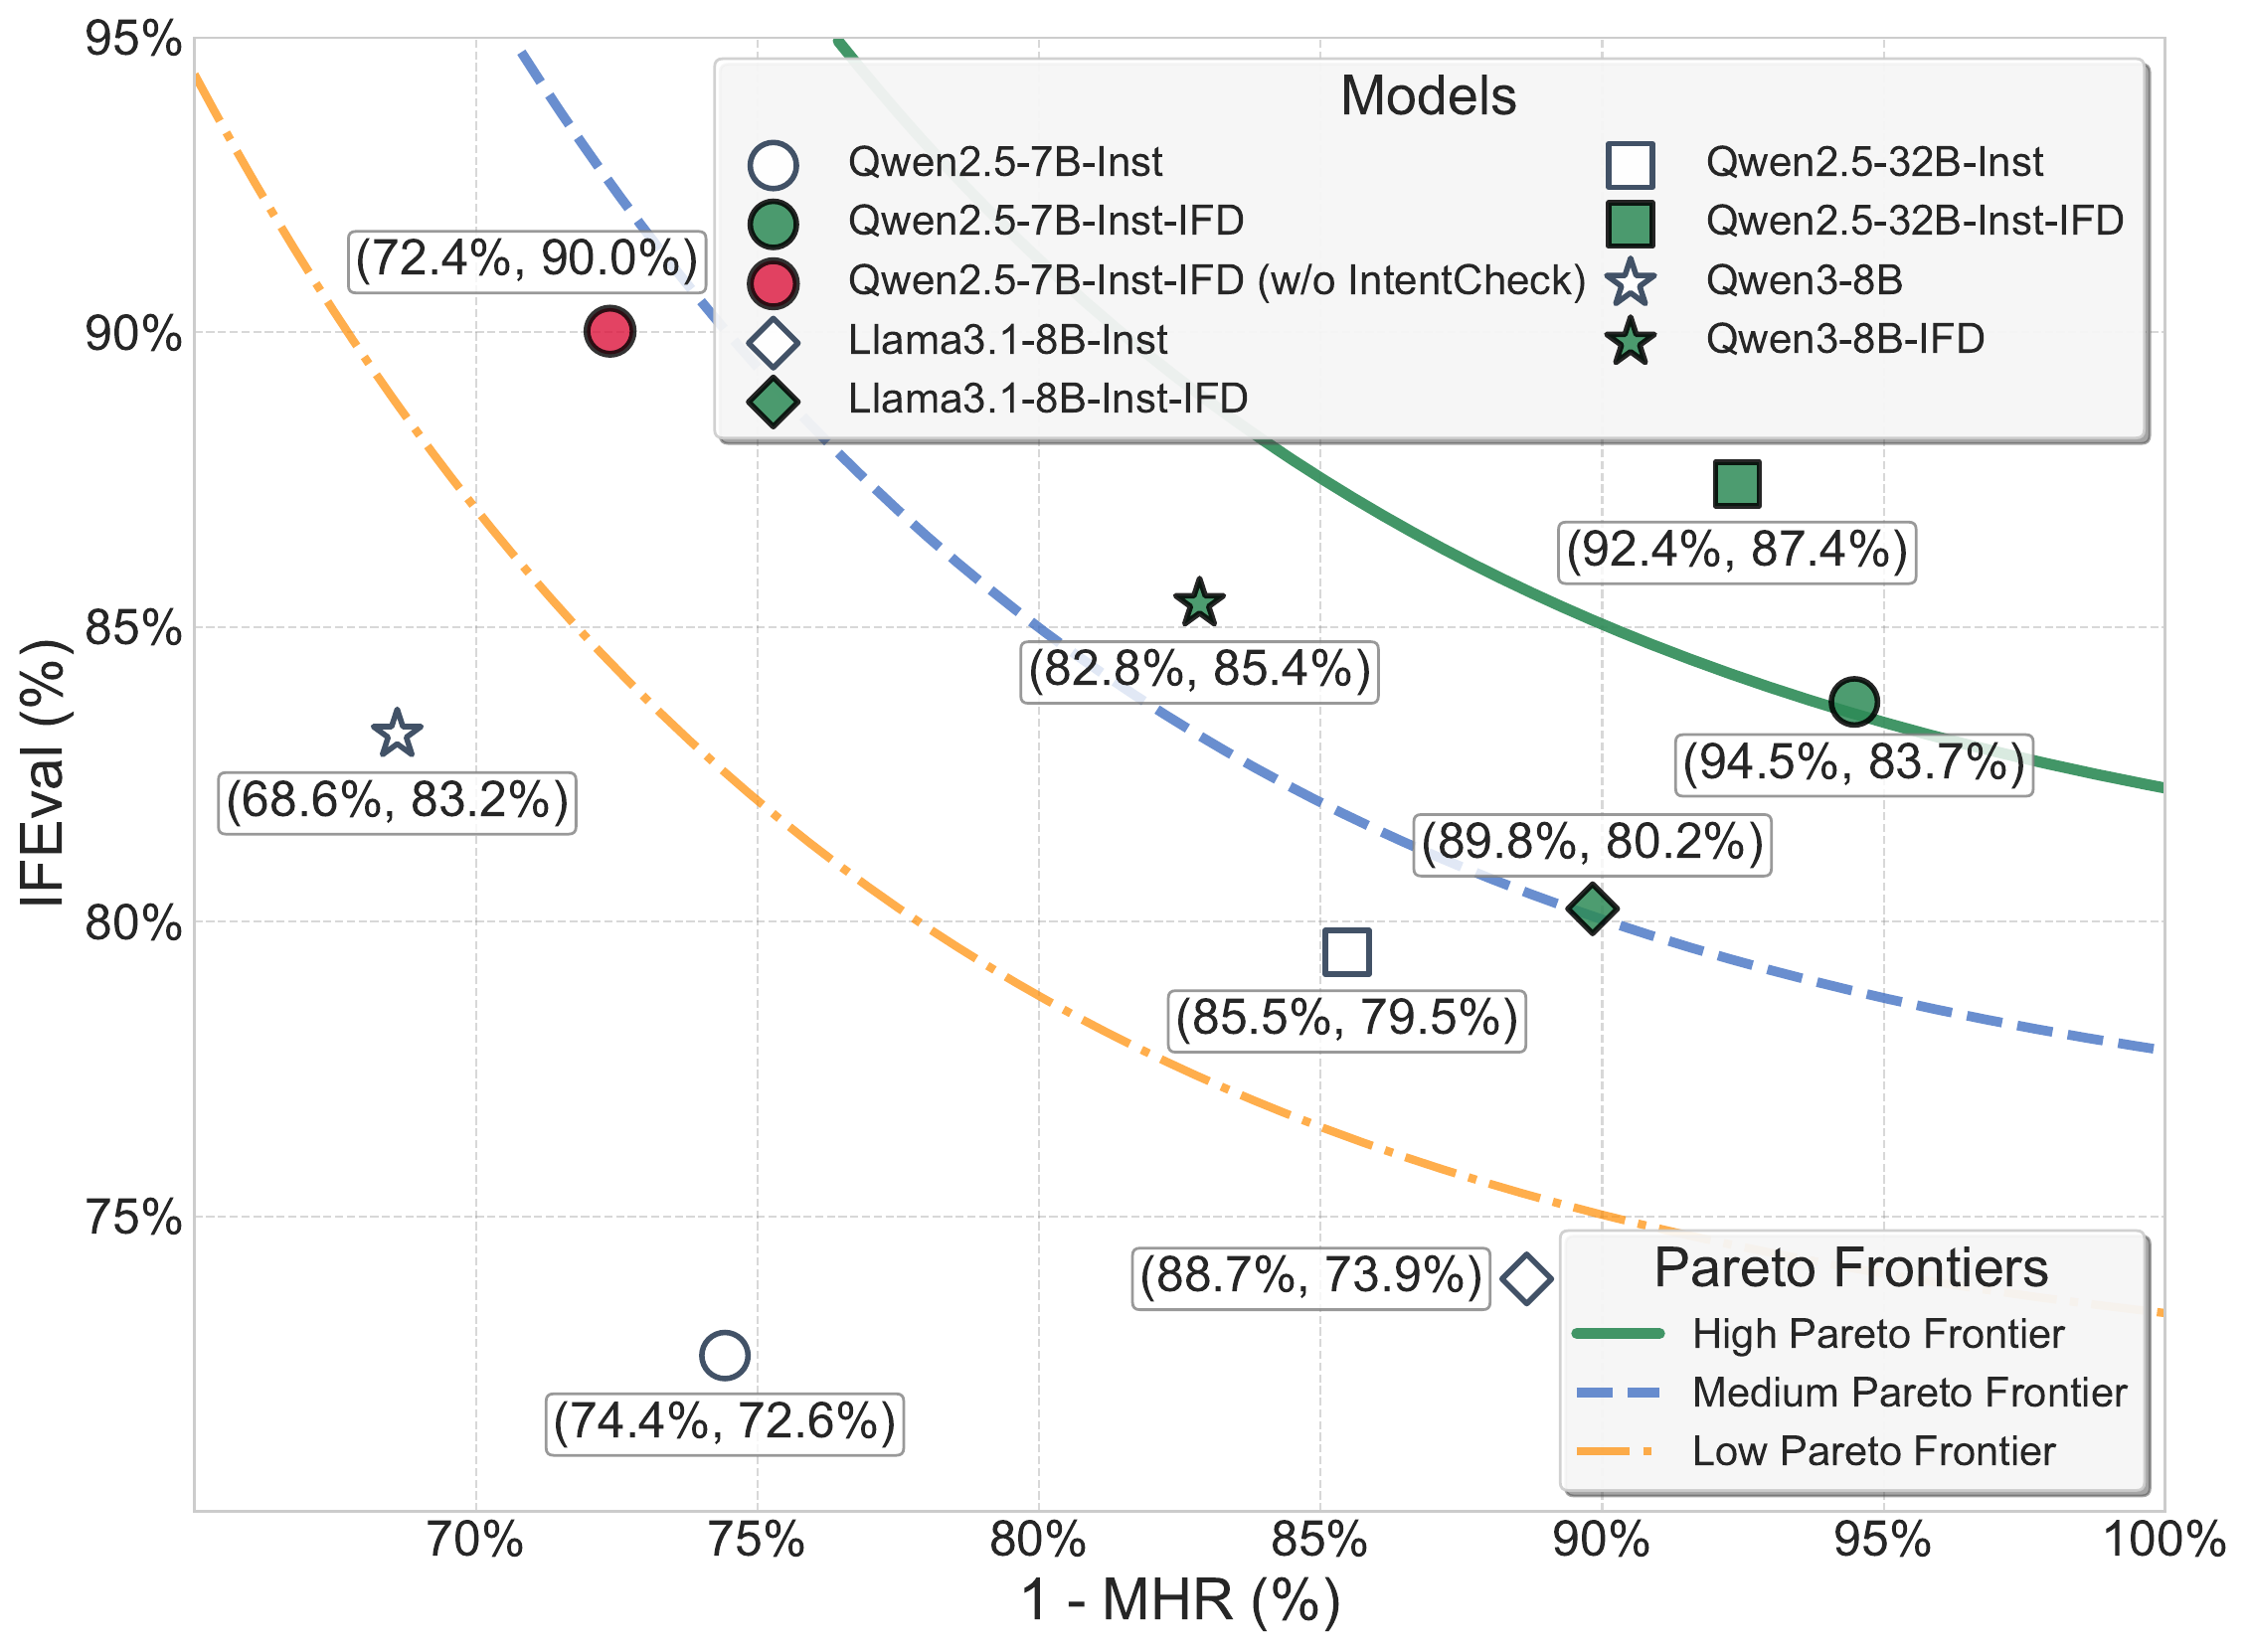 95%
90%
85%
80%
75%
IFEval (%)
Models
Qwen2.5-7B-Inst
Qwen2.5-7B-Inst-IFD
Qwen2.5-7B-Inst-IFD (w/o IntentCheck)
Llama3.1-8B-Inst
Llama3.1-8B-Inst-IFD
Qwen2.5-32B-Inst
Qwen2.5-32B-Inst-IFD
Qwen3-8B
Qwen3-8B-IFD
(72.4%, 90.0%)
(92.4%, 87.4%)
(82.8%, 85.4%)
(94.5%, 83.7%)
(68.6%, 83.2%)
(89.8%, 80.2%)
(85.5%, 79.5%)
(88.7%, 73.9%)
(74.4%, 72.6%)
Pareto Frontiers
High Pareto Frontier
Medium Pareto Frontier
Low Pareto Frontier
70%
75%
80%
85%
90%
95%
100%
1 - MHR (%)